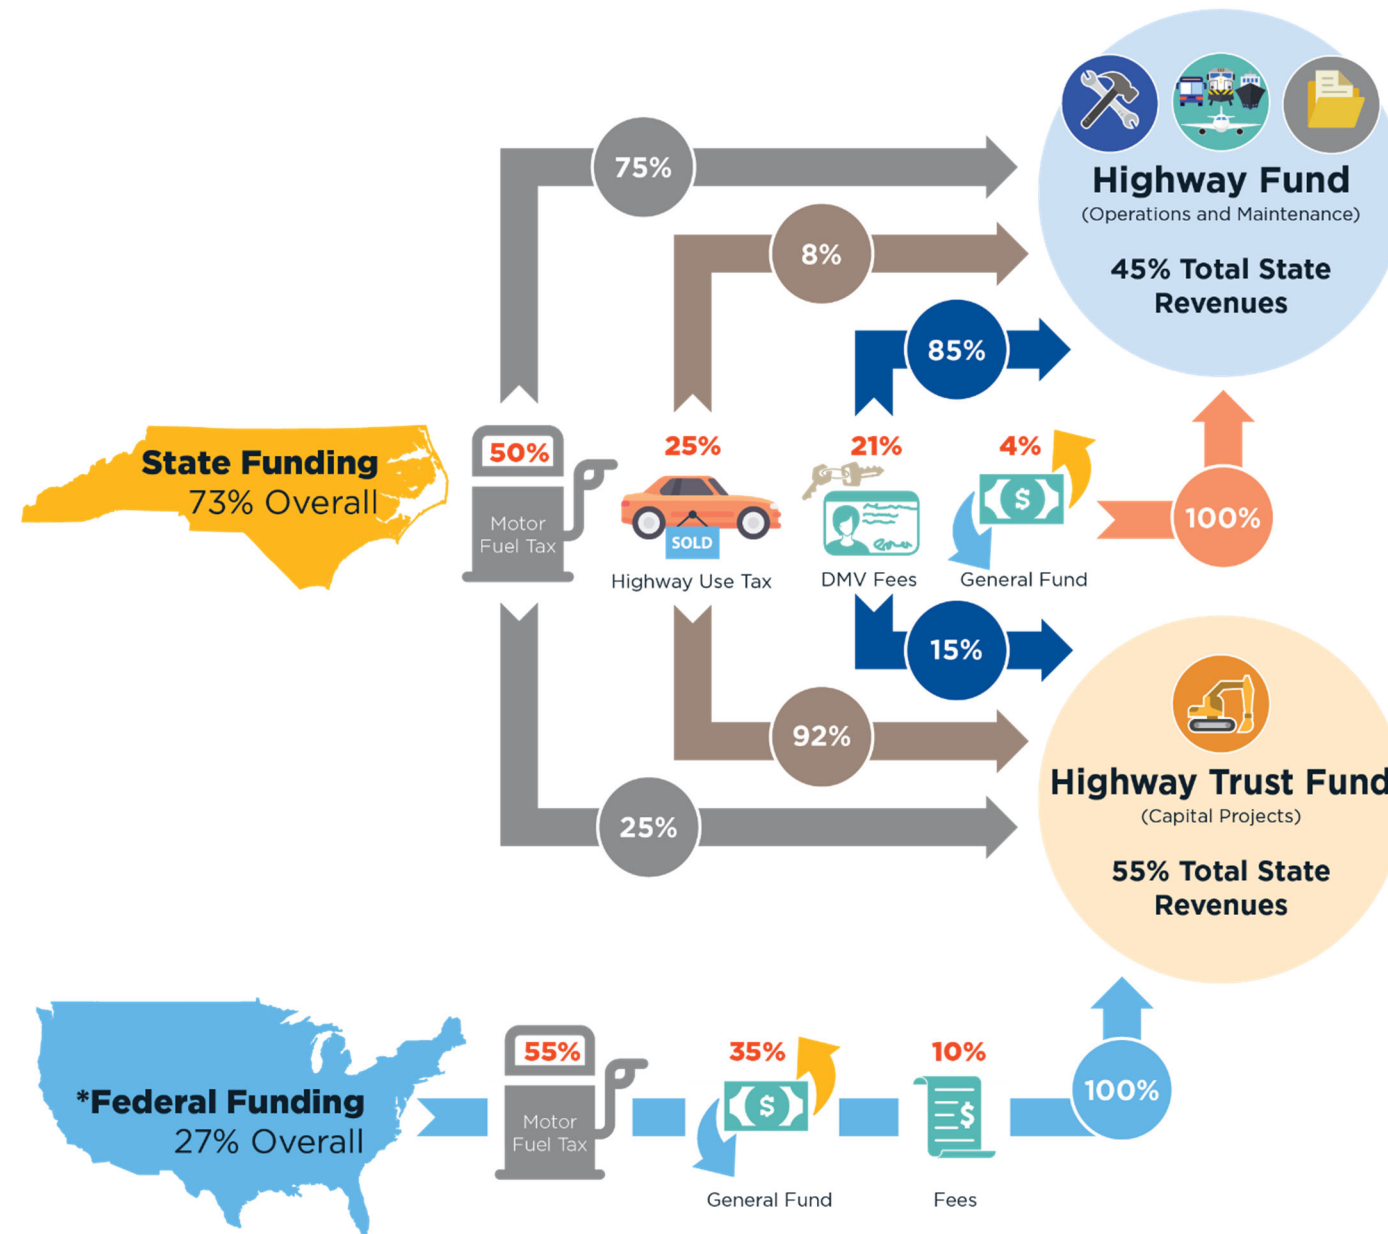 75%
Highway Fund
(Operations and Maintenance)
8%
45% Total State
Revenues
85%
State Funding
73% Overall
50%
Motor
Fuel Tax
25%
SOLD
Highway Use Tax
21%
DMV Fees
4%
$
General Fund
100%
15%
92%
25%
Highway Trust Fund
(Capital Projects)
55% Total State
Revenues
*Federal Funding
27% Overall
55%
Motor
Fuel Tax
35%
$
General Fund
10%
$
Fees
100%